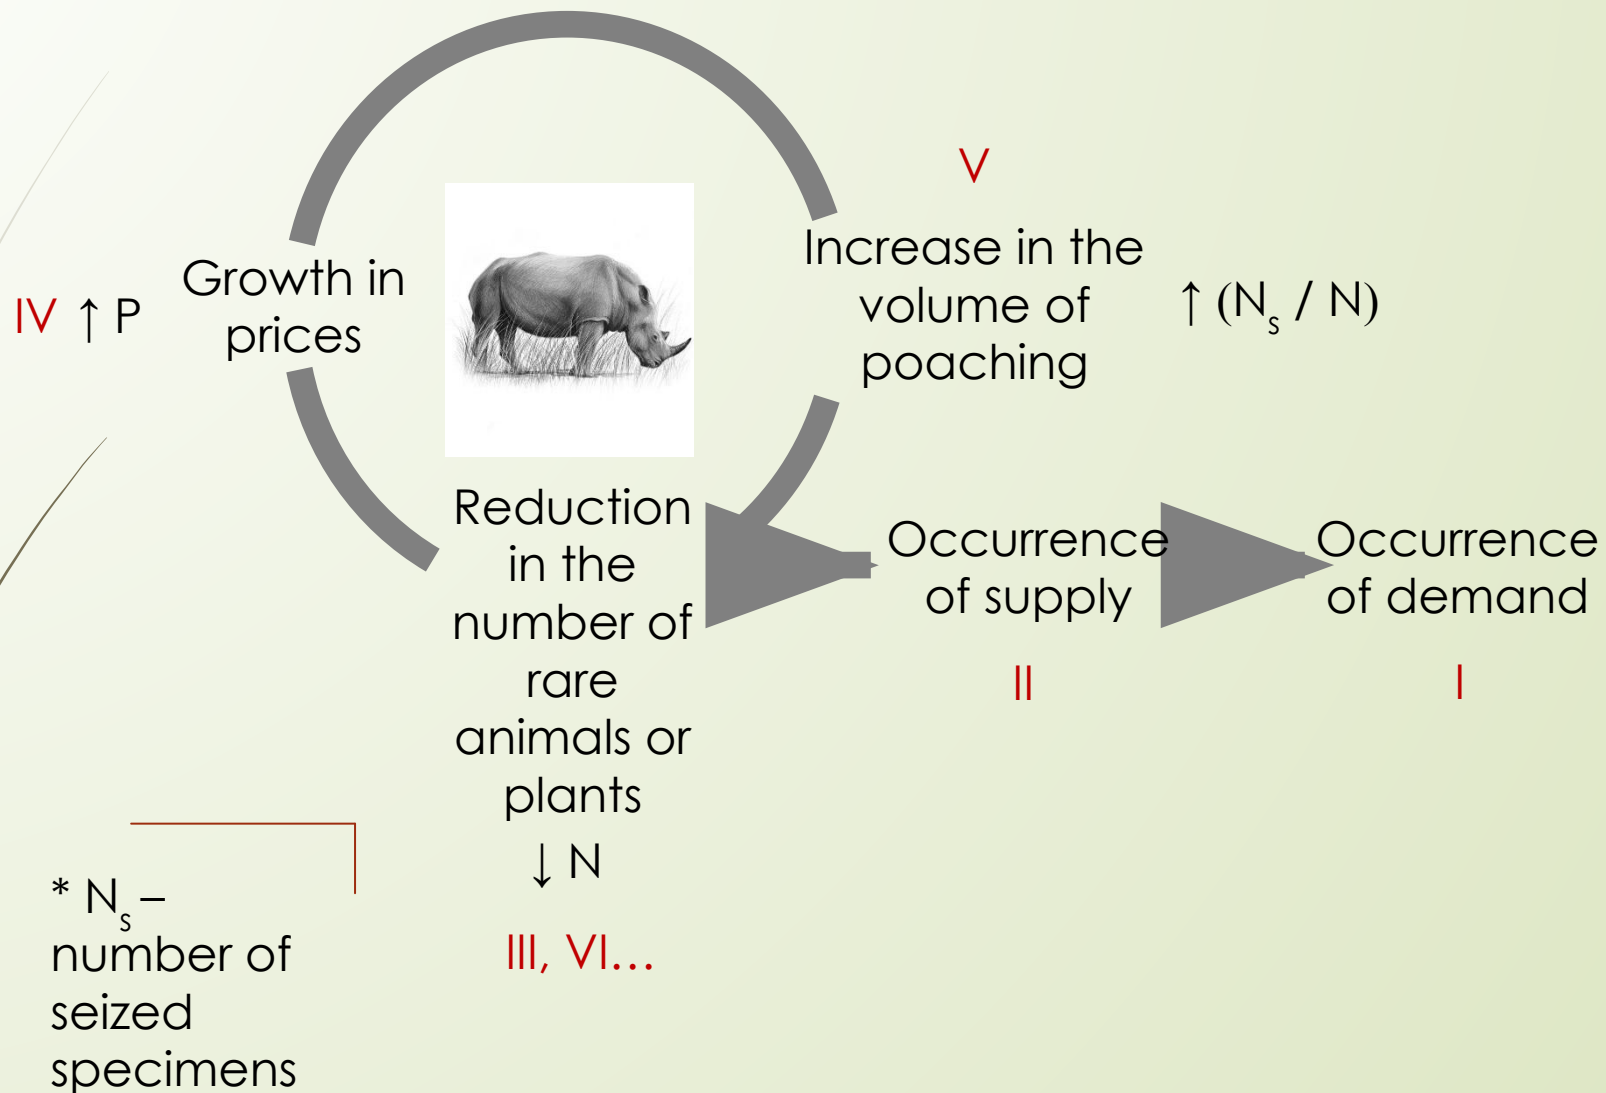 V
Increase in the
volume of
poaching
↑ (Nₛ / N)
IV ↑ P
Growth in
prices
Reduction
in the
number of
rare
animals or
plants
↓ N
III, VI…
Occurrence
of supply
II
Occurrence
of demand
I
* Nₛ –
number of
seized
specimens